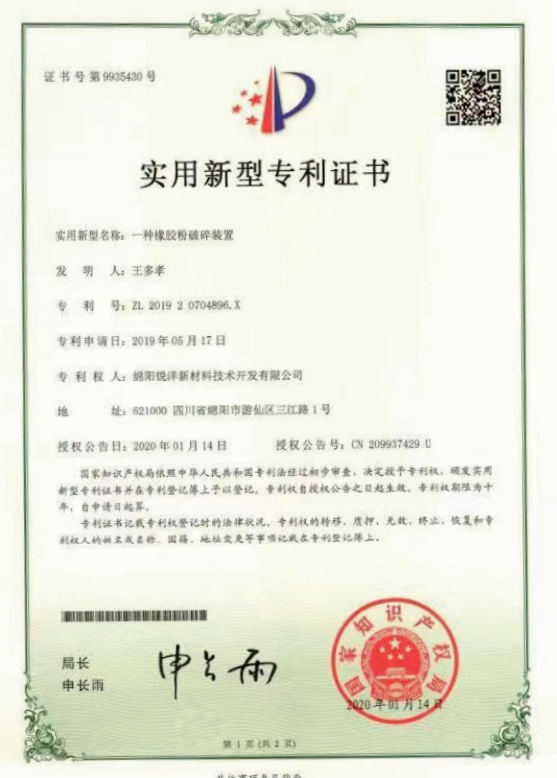 证书号第9935430号
实用新型专利证书
实用新型名称：一种橡胶粉破碎装置
发 明 人：王多孝
专 利 号：ZL 2019 2 0704896.X
专利申请日：2019年05月17日
专 利 权 人：绵阳锐洋新材料技术开发有限公司
地 址：621000 四川省绵阳市游仙区三江路1号
授权公告日：2020年01月14日 授权公告号：CN 209937429 U
国家知识产权局依照中华人民共和国专利法经过初步审查，决定授予专利权，颁发实用
新型专利证书并在专利登记簿上予以登记。专利权自授权公告之日起生效。专利权期限为十
年，自申请日起算。
专利证书记载专利权登记时的法律状况。专利权的转移、质押、无效、终止、恢复和专
利权人的姓名或名称、国籍、地址变更等事项记载在专利登记簿上。
局长
申长雨
申长雨
国家知识产权局
2020年01月14日
第 1 页 (共 2 页)